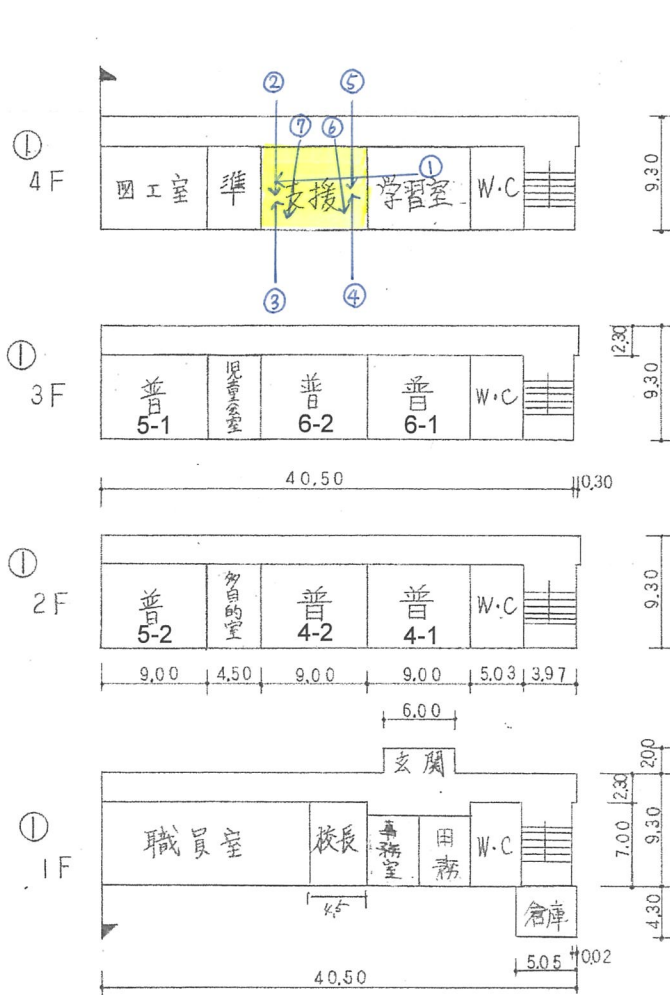 ② ⑤
① ⑦ ⑥ ①
4F 図工室 準 支援 学習室 W・C 9.30
③ ④
① 2.30
3F 普 児童会室 普 普 W・C 9.30
5-1 6-2 6-1
40.50 0.30
①
2F 普 多目的室 普 普 W・C 9.30
5-2 4-2 4-1
9.00 4.50 9.00 9.00 5.03 3.97
6.00
玄関 2.00
① 2.30
1F 職員室 校長 事務室 用務 W・C 7.00 9.30
4.5 倉庫 4.30
5.05 0.02
40.50